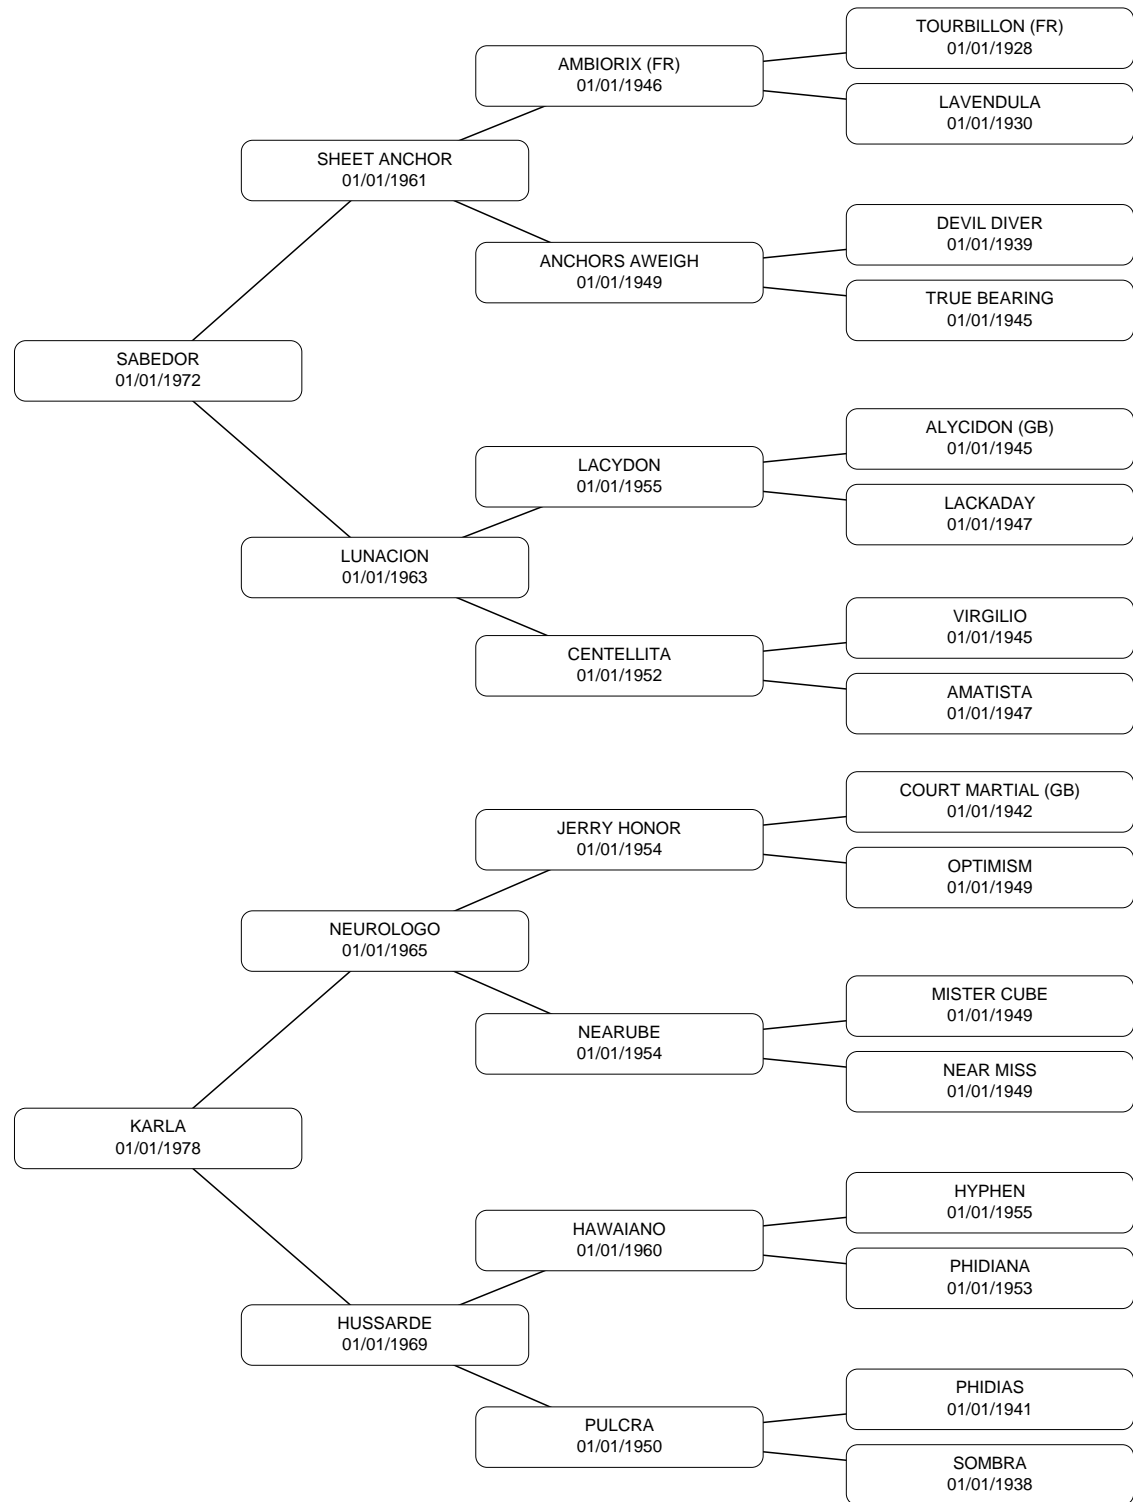 TOURBILLON (FR)
01/01/1928
AMBIORIX (FR)
01/01/1946
LAVENDULA
01/01/1930
SHEET ANCHOR
01/01/1961
DEVIL DIVER
01/01/1939
ANCHORS AWEIGH
01/01/1949
TRUE BEARING
01/01/1945
SABEDOR
01/01/1972
ALYCIDON (GB)
01/01/1945
LACYDON
01/01/1955
LACKADAY
01/01/1947
LUNACION
01/01/1963
VIRGILIO
01/01/1945
CENTELLITA
01/01/1952
AMATISTA
01/01/1947
COURT MARTIAL (GB)
01/01/1942
JERRY HONOR
01/01/1954
OPTIMISM
01/01/1949
NEUROLOGO
01/01/1965
MISTER CUBE
01/01/1949
NEARUBE
01/01/1954
NEAR MISS
01/01/1949
KARLA
01/01/1978
HYPHEN
01/01/1955
HAWAIANO
01/01/1960
PHIDIANA
01/01/1953
HUSSARDE
01/01/1969
PHIDIAS
01/01/1941
PULCRA
01/01/1950
SOMBRA
01/01/1938